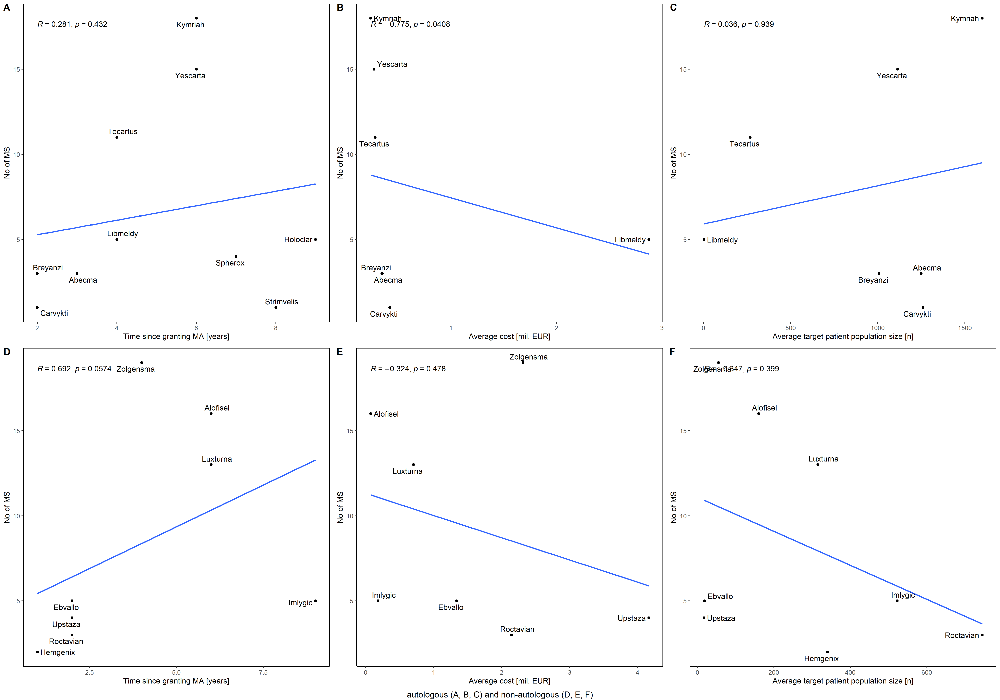 A
R = 0.281, p = 0.432
Kymriah
Yescarta
Tecartus
Libmeldy
Holoclar
Spherox
Breyanzi
Abecma
Strimvelis
Carvykti
15
10
5
No of MS
2 4 6 8
Time since granting MA [years]
B
Kymriah
R = −0.775, p = 0.0408
Yescarta
Tecartus
Libmeldy
Breyanzi
Abecma
Carvykti
15
10
5
No of MS
1 2 3
Average cost [mil. EUR]
C
Kymriah
R = 0.036, p = 0.939
Yescarta
Tecartus
Libmeldy
Abecma
Breyanzi
Carvykti
15
10
5
No of MS
0 500 1000 1500
Average target patient population size [n]
D
R = 0.692, p = 0.0574
Zolgensma
Alofisel
Luxturna
Ebvallo
Imlygic
Upstaza
Roctavian
Hemgenix
15
10
5
No of MS
2.5 5.0 7.5
Time since granting MA [years]
E
Zolgensma
R = −0.324, p = 0.478
Alofisel
Luxturna
Imlygic
Ebvallo
Upstaza
Roctavian
15
10
5
No of MS
0 1 2 3 4
Average cost [mil. EUR]
F
Zolgensma
R = −0.347, p = 0.399
Alofisel
Luxturna
Ebvallo
Imlygic
Upstaza
Roctavian
Hemgenix
15
10
5
No of MS
0 200 400 600
Average target patient population size [n]
autologous (A, B, C) and non-autologous (D, E, F)